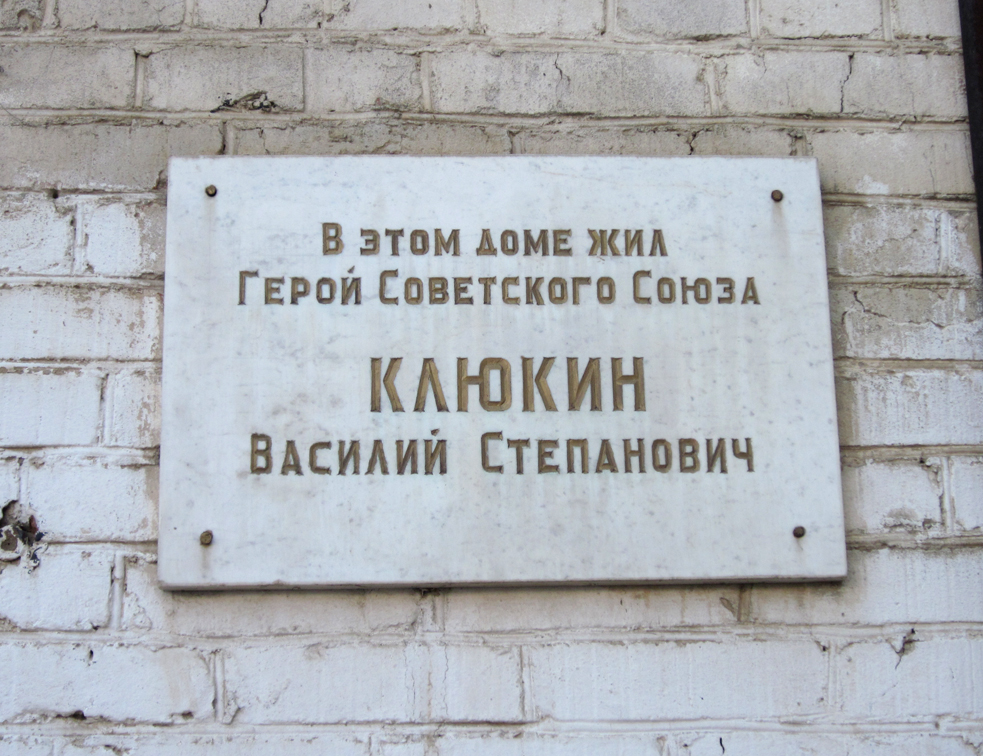 В этом доме жил
Герой Советского Союза
КЛЮКИН
Василий Степанович